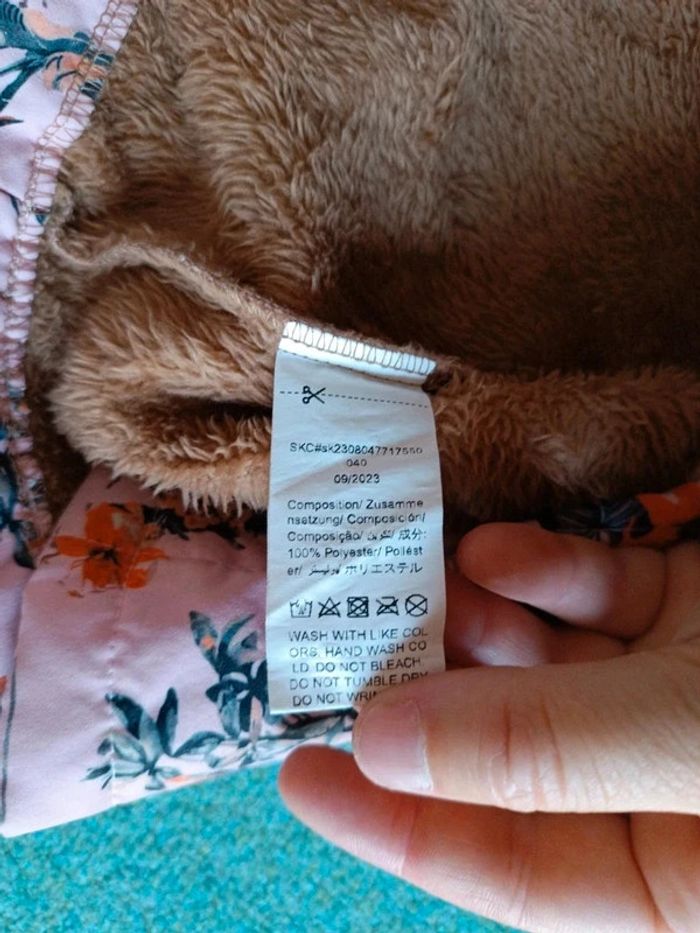 SKC#sk2308047717550
040
09/2023
Composition/ Zusamme
nsetzung/ Composición/
Composição/ تكوين/ 成分:
100% Polyester/ Poliést
er/ بوليستر/ ポリエステル
WASH WITH LIKE COL
ORS. HAND WASH CO
LD. DO NOT BLEACH.
DO NOT TUMBLE DRY.
DO NOT